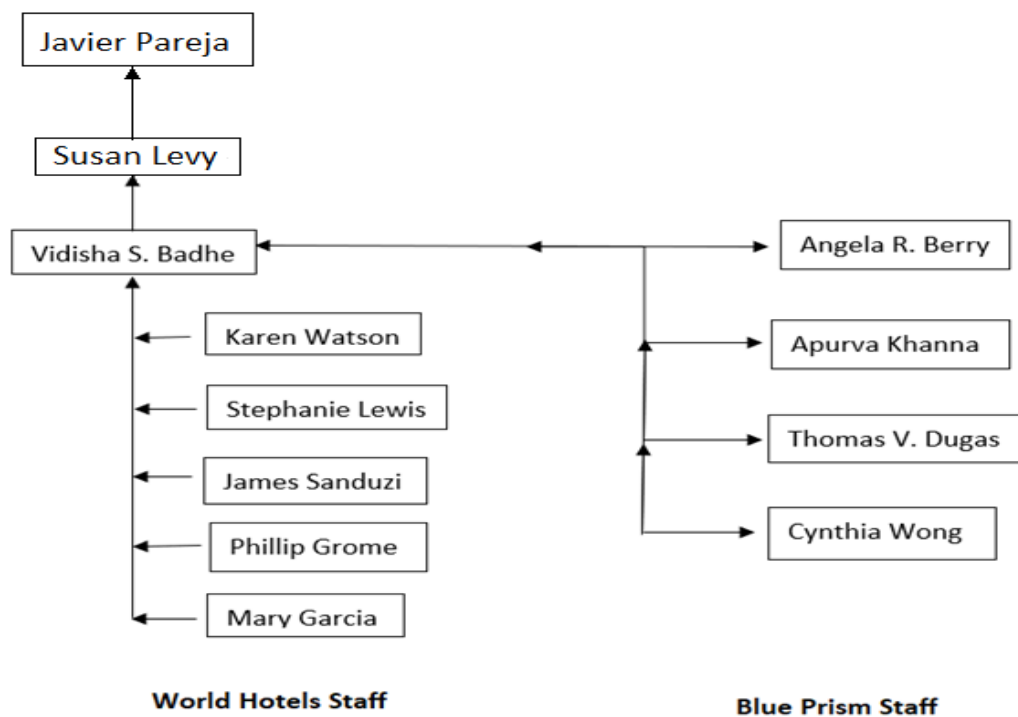 Javier Pareja
Susan Levy
Vidisha S. Badhe
Karen Watson
Stephanie Lewis
James Sanduzi
Phillip Grome
Mary Garcia
World Hotels Staff
Angela R. Berry
Apurva Khanna
Thomas V. Dugas
Cynthia Wong
Blue Prism Staff